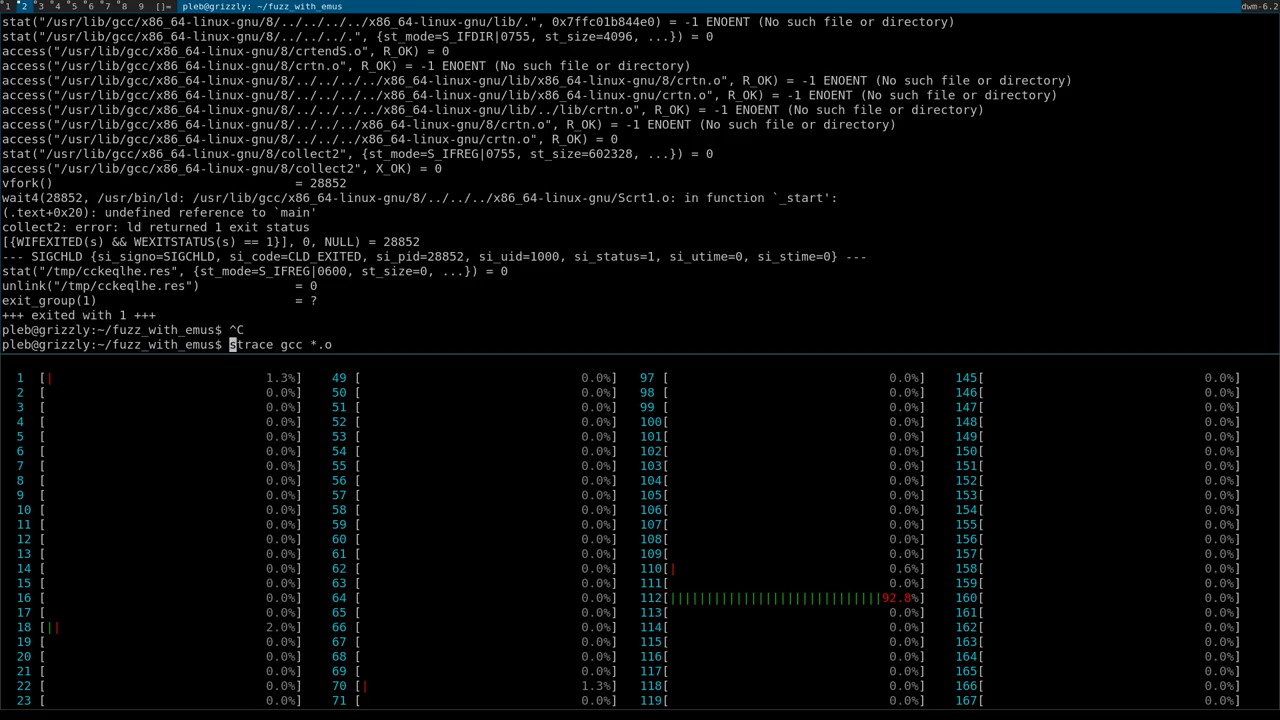 1 2 3 4 5 6 7 8 9 []= pleb@grizzly: ~/fuzz_with_emus dwm-6.2
stat("/usr/lib/gcc/x86_64-linux-gnu/8/../../../../x86_64-linux-gnu/lib/.", 0x7ffc01b844e0) = -1 ENOENT (No such file or directory)
stat("/usr/lib/gcc/x86_64-linux-gnu/8/../../../.", {st_mode=S_IFDIR|0755, st_size=4096, ...}) = 0
access("/usr/lib/gcc/x86_64-linux-gnu/8/crtendS.o", R_OK) = 0
access("/usr/lib/gcc/x86_64-linux-gnu/8/crtn.o", R_OK) = -1 ENOENT (No such file or directory)
access("/usr/lib/gcc/x86_64-linux-gnu/8/../../../../x86_64-linux-gnu/lib/x86_64-linux-gnu/8/crtn.o", R_OK) = -1 ENOENT (No such file or directory)
access("/usr/lib/gcc/x86_64-linux-gnu/8/../../../../x86_64-linux-gnu/lib/x86_64-linux-gnu/crtn.o", R_OK) = -1 ENOENT (No such file or directory)
access("/usr/lib/gcc/x86_64-linux-gnu/8/../../../../x86_64-linux-gnu/lib/../lib/crtn.o", R_OK) = -1 ENOENT (No such file or directory)
access("/usr/lib/gcc/x86_64-linux-gnu/8/../../../x86_64-linux-gnu/8/crtn.o", R_OK) = -1 ENOENT (No such file or directory)
access("/usr/lib/gcc/x86_64-linux-gnu/8/../../../x86_64-linux-gnu/crtn.o", R_OK) = 0
stat("/usr/lib/gcc/x86_64-linux-gnu/8/collect2", {st_mode=S_IFREG|0755, st_size=602328, ...}) = 0
access("/usr/lib/gcc/x86_64-linux-gnu/8/collect2", X_OK) = 0
vfork() = 28852
wait4(28852, /usr/bin/ld: /usr/lib/gcc/x86_64-linux-gnu/8/../../../x86_64-linux-gnu/Scrt1.o: in function `_start':
(.text+0x20): undefined reference to `main'
collect2: error: ld returned 1 exit status
[{WIFEXITED(s) && WEXITSTATUS(s) == 1}], 0, NULL) = 28852
--- SIGCHLD {si_signo=SIGCHLD, si_code=CLD_EXITED, si_pid=28852, si_uid=1000, si_status=1, si_utime=0, si_stime=0} ---
stat("/tmp/cckeqlhe.res", {st_mode=S_IFREG|0600, st_size=0, ...}) = 0
unlink("/tmp/cckeqlhe.res") = 0
exit_group(1) = ?
+++ exited with 1 +++
pleb@grizzly:~/fuzz_with_emus$ ^C
pleb@grizzly:~/fuzz_with_emus$ strace gcc *.o
1 [| 1.3%] 49 [ 0.0%] 97 [ 0.0%] 145[ 0.0%]
2 [ 0.0%] 50 [ 0.0%] 98 [ 0.0%] 146[ 0.0%]
3 [ 0.0%] 51 [ 0.0%] 99 [ 0.0%] 147[ 0.0%]
4 [ 0.0%] 52 [ 0.0%] 100[ 0.0%] 148[ 0.0%]
5 [ 0.0%] 53 [ 0.0%] 101[ 0.0%] 149[ 0.0%]
6 [ 0.0%] 54 [ 0.0%] 102[ 0.0%] 150[ 0.0%]
7 [ 0.0%] 55 [ 0.0%] 103[ 0.0%] 151[ 0.0%]
8 [ 0.0%] 56 [ 0.0%] 104[ 0.0%] 152[ 0.0%]
9 [ 0.0%] 57 [ 0.0%] 105[ 0.0%] 153[ 0.0%]
10 [ 0.0%] 58 [ 0.0%] 106[ 0.0%] 154[ 0.0%]
11 [ 0.0%] 59 [ 0.0%] 107[ 0.0%] 155[ 0.0%]
12 [ 0.0%] 60 [ 0.0%] 108[ 0.0%] 156[ 0.0%]
13 [ 0.0%] 61 [ 0.0%] 109[ 0.0%] 157[ 0.0%]
14 [ 0.0%] 62 [ 0.0%] 110[| 0.6%] 158[ 0.0%]
15 [ 0.0%] 63 [ 0.0%] 111[ 0.0%] 159[ 0.0%]
16 [ 0.0%] 64 [ 0.0%] 112[|||||||||||||||||||||||||||||92.8%] 160[ 0.0%]
17 [ 0.0%] 65 [ 0.0%] 113[ 0.0%] 161[ 0.0%]
18 [|| 2.0%] 66 [ 0.0%] 114[ 0.0%] 162[ 0.0%]
19 [ 0.0%] 67 [ 0.0%] 115[ 0.0%] 163[ 0.0%]
20 [ 0.0%] 68 [ 0.0%] 116[ 0.0%] 164[ 0.0%]
21 [ 0.0%] 69 [ 0.0%] 117[ 0.0%] 165[ 0.0%]
22 [ 0.0%] 70 [| 1.3%] 118[ 0.0%] 166[ 0.0%]
23 [ 0.0%] 71 [ 0.0%] 119[ 0.0%] 167[ 0.0%]